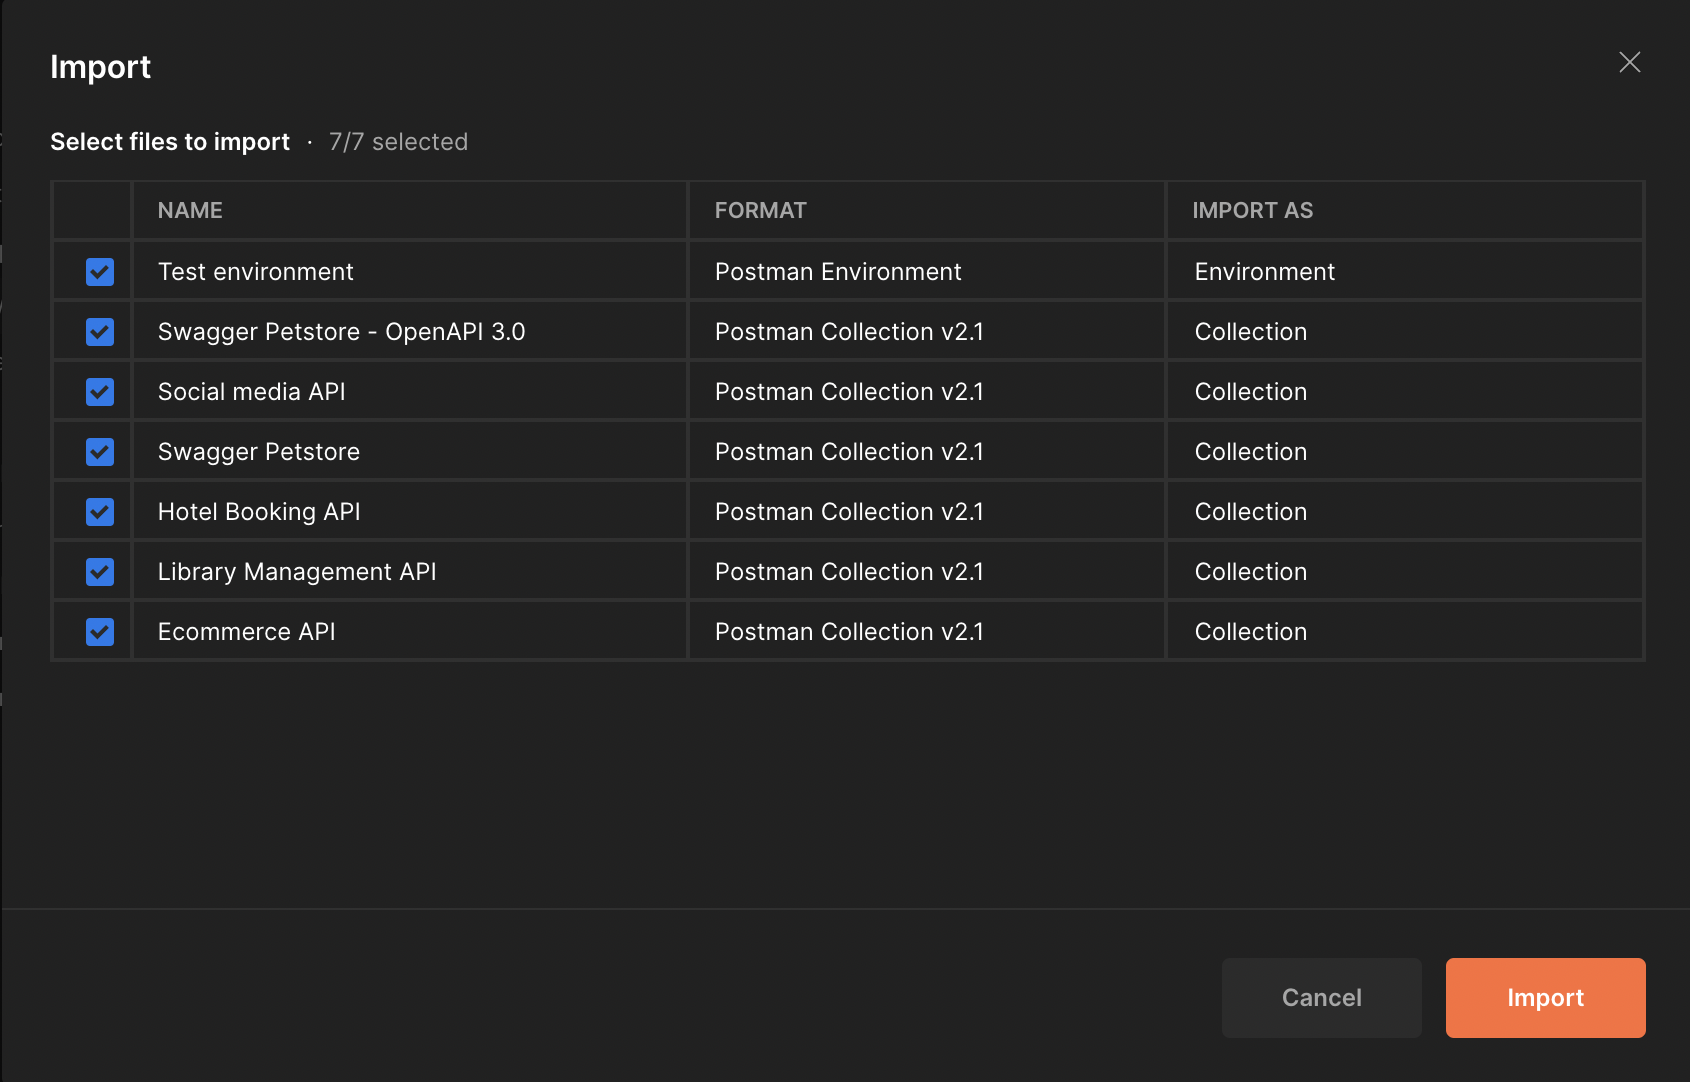 Import
Select files to import · 7/7 selected
NAME FORMAT IMPORT AS
Test environment Postman Environment Environment
Swagger Petstore - OpenAPI 3.0 Postman Collection v2.1 Collection
Social media API Postman Collection v2.1 Collection
Swagger Petstore Postman Collection v2.1 Collection
Hotel Booking API Postman Collection v2.1 Collection
Library Management API Postman Collection v2.1 Collection
Ecommerce API Postman Collection v2.1 Collection
Cancel Import